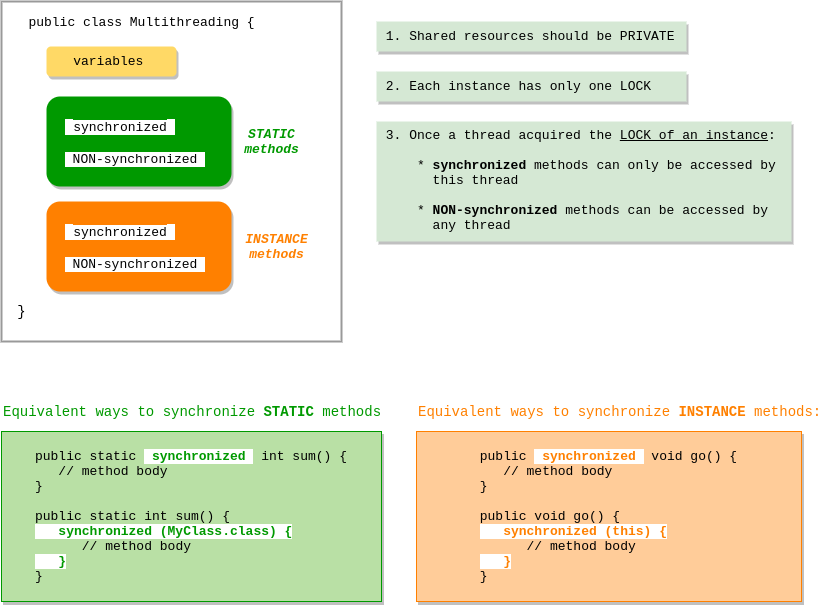 public class Multithreading {
variables
synchronized
NON-synchronized
STATIC
methods
synchronized
NON-synchronized
INSTANCE
methods
}
1. Shared resources should be PRIVATE
2. Each instance has only one LOCK
3. Once a thread acquired the LOCK of an instance:
* synchronized methods can only be accessed by
this thread
* NON-synchronized methods can be accessed by
any thread
Equivalent ways to synchronize STATIC methods
public static synchronized int sum() {
// method body
}
public static int sum() {
synchronized (MyClass.class) {
// method body
}
}
Equivalent ways to synchronize INSTANCE methods:
public synchronized void go() {
// method body
}
public void go() {
synchronized (this) {
// method body
}
}